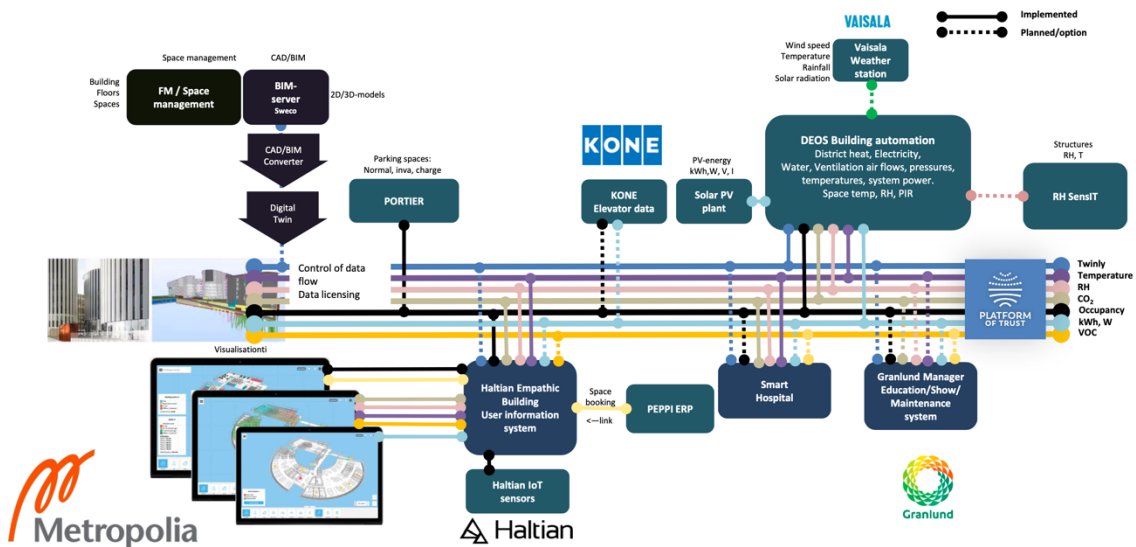 VAISALA
Implemented
Planned/option
Space management
CAD/BIM
Building
Floors
Spaces
FM / Space
management
BIM-
server
Sweco
2D/3D-models
CAD/BIM
Converter
Digital
Twin
Wind speed
Temperature
Rainfall
Solar radiation
Vaisala
Weather
station
KONE
Parking spaces:
Normal, inva, charge
PORTIER
KONE
Elevator data
PV-energy
kWh,W, V, I
Solar PV
plant
DEOS Building automation
District heat, Electricity,
Water, Ventilation air flows, pressures,
temperatures, system power.
Space temp, RH, PIR
Structures
RH, T
RH SensIT
Control of data
flow
Data licensing
PLATFORM
OF TRUST
Twinly
Temperature
RH
CO₂
Occupancy
kWh, W
VOC
Visualisationti
Haltian Empathic
Building
User information
system
Space
booking
<—link
PEPPI ERP
Smart
Hospital
Granlund Manager
Education/Show/
Maintenance
system
Haltian IoT
sensors
Metropolia
Haltian
Granlund